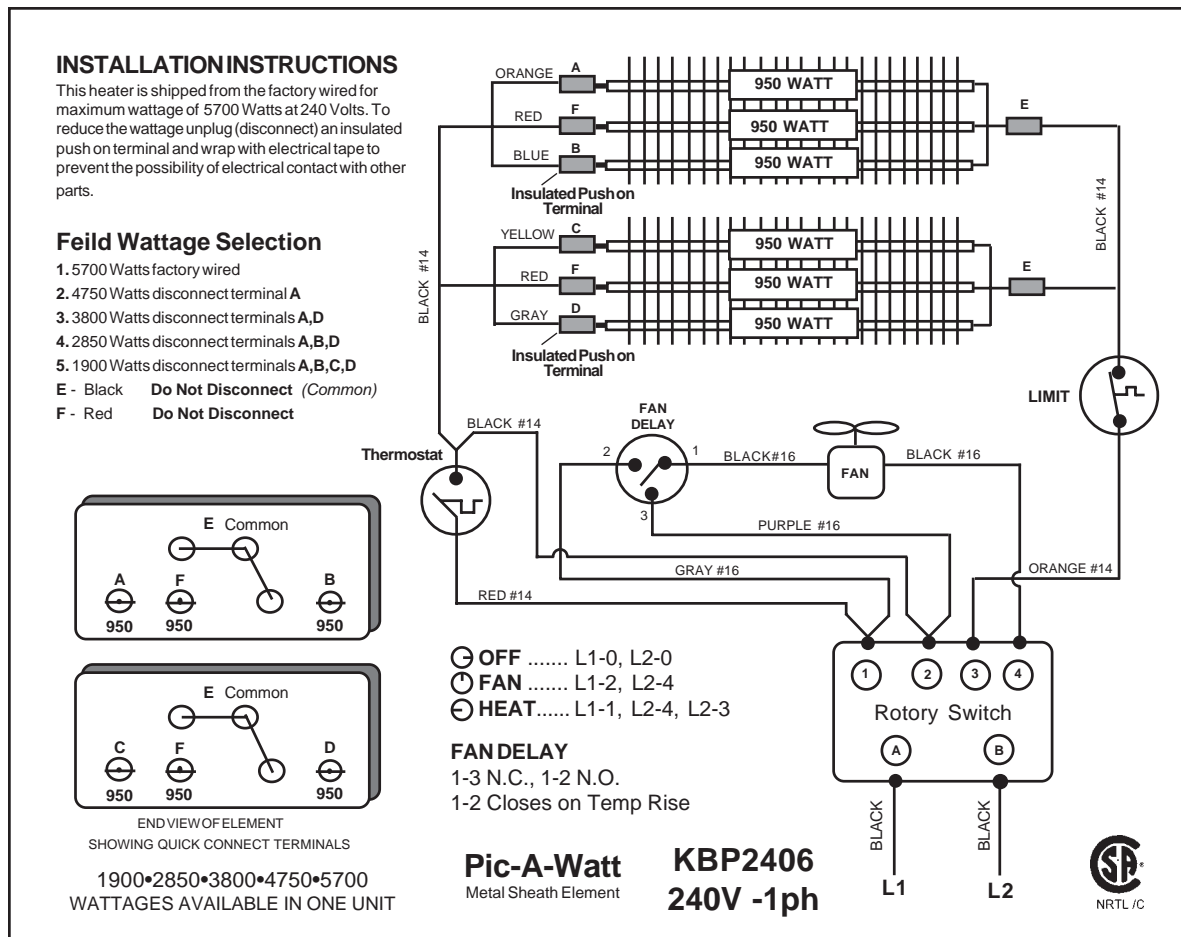 INSTALLATION INSTRUCTIONS
This heater is shipped from the factory wired for
maximum wattage of 5700 Watts at 240 Volts. To
reduce the wattage unplug (disconnect) an insulated
push on terminal and wrap with electrical tape to
prevent the possibility of electrical contact with other
parts.
Feild Wattage Selection
1. 5700 Watts factory wired
2. 4750 Watts disconnect terminal A
3. 3800 Watts disconnect terminals A,D
4. 2850 Watts disconnect terminals A,B,D
5. 1900 Watts disconnect terminals A,B,C,D
E - Black Do Not Disconnect (Common)
F - Red Do Not Disconnect
ORANGE A 950 WATT
RED F 950 WATT
E
BLUE B 950 WATT
Insulated Push on
Terminal
YELLOW C 950 WATT
RED F 950 WATT
E
GRAY D 950 WATT
Insulated Push on
Terminal
BLACK #14
BLACK #14
LIMIT
BLACK #14
Thermostat
FAN
DELAY
2
1
3
BLACK#16
FAN
BLACK #16
PURPLE #16
GRAY #16
ORANGE #14
RED #14
E Common
A
F
B
950
950
950
E Common
C
F
D
950
950
950
END VIEW OF ELEMENT
SHOWING QUICK CONNECT TERMINALS
1900•2850•3800•4750•5700
WATTAGES AVAILABLE IN ONE UNIT
OFF ....... L1-0, L2-0
FAN ....... L1-2, L2-4
HEAT...... L1-1, L2-4, L2-3
FAN DELAY
1-3 N.C., 1-2 N.O.
1-2 Closes on Temp Rise
Pic-A-Watt
Metal Sheath Element
KBP2406
240V -1ph
1
2
3
4
Rotory Switch
A
B
BLACK
BLACK
L1
L2
SA
®
NRTL /C